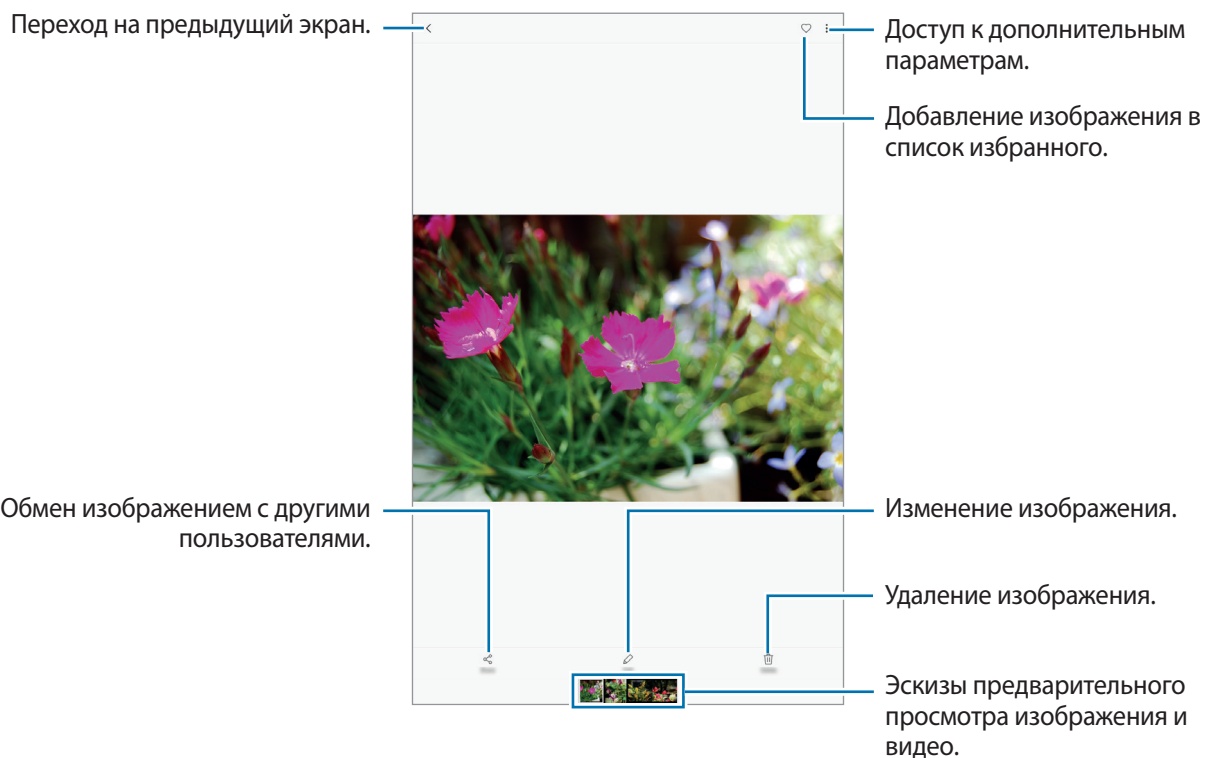 Переход на предыдущий экран.
Доступ к дополнительным
параметрам.
Добавление изображения в
список избранного.
Обмен изображением с другими
пользователями.
Изменение изображения.
Удаление изображения.
Эскизы предварительного
просмотра изображения и
видео.